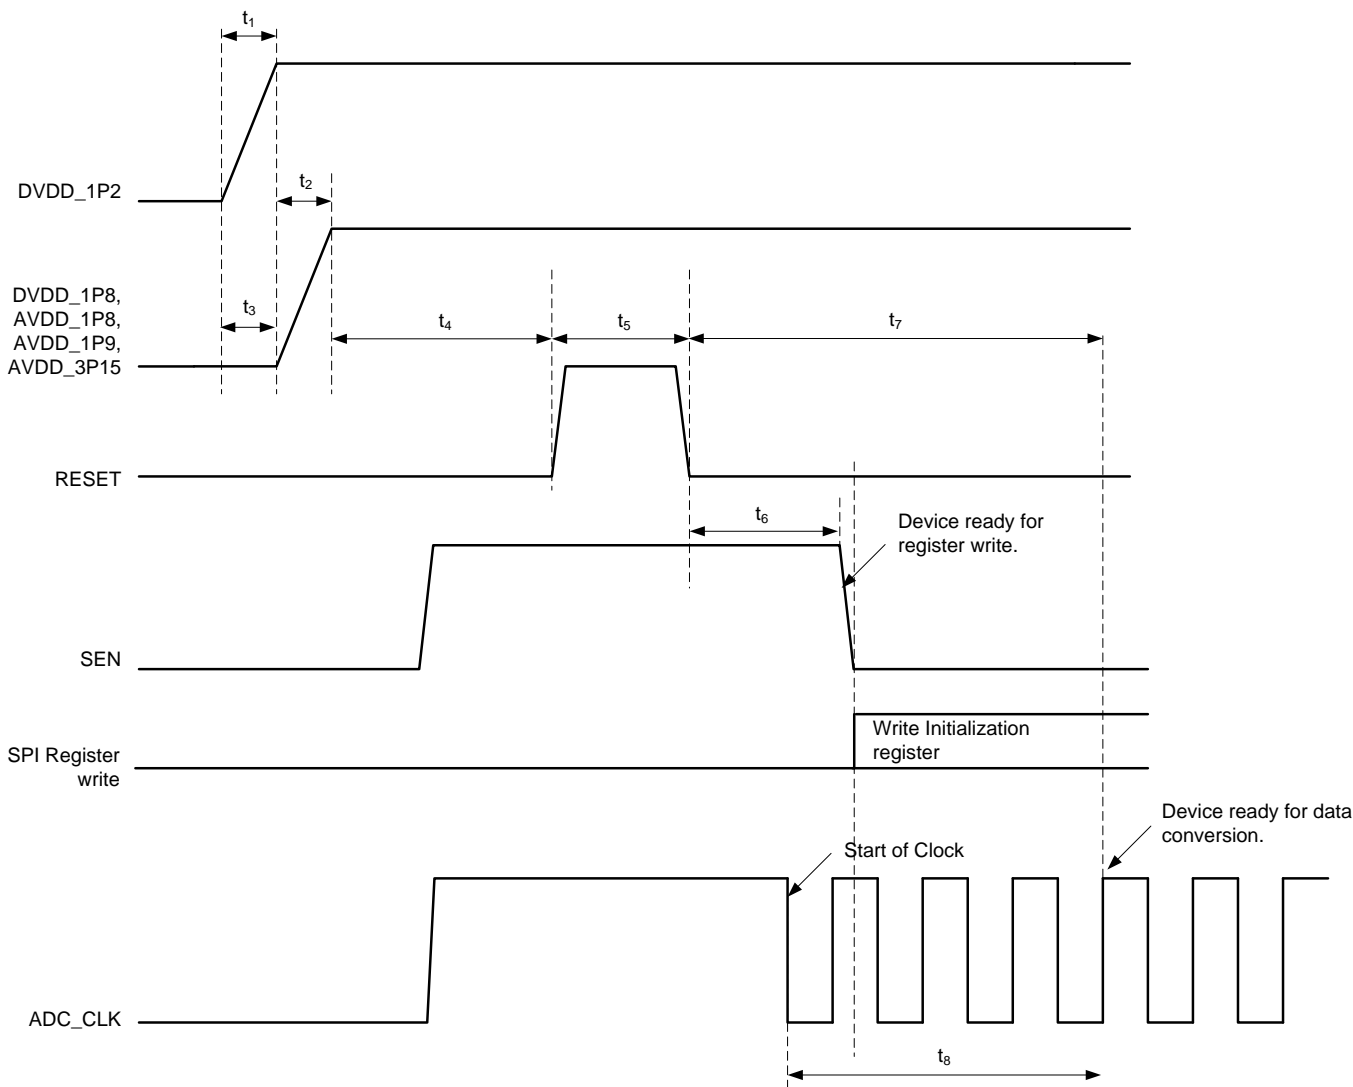 t1
DVDD_1P2
t2
DVDD_1P8,
AVDD_1P8,
AVDD_1P9,
AVDD_3P15
t3
t4
t5
t7
RESET
t6
Device ready for
register write.
SEN
SPI Register
write
Write Initialization
register
Device ready for data
conversion.
Start of Clock
ADC_CLK
t8